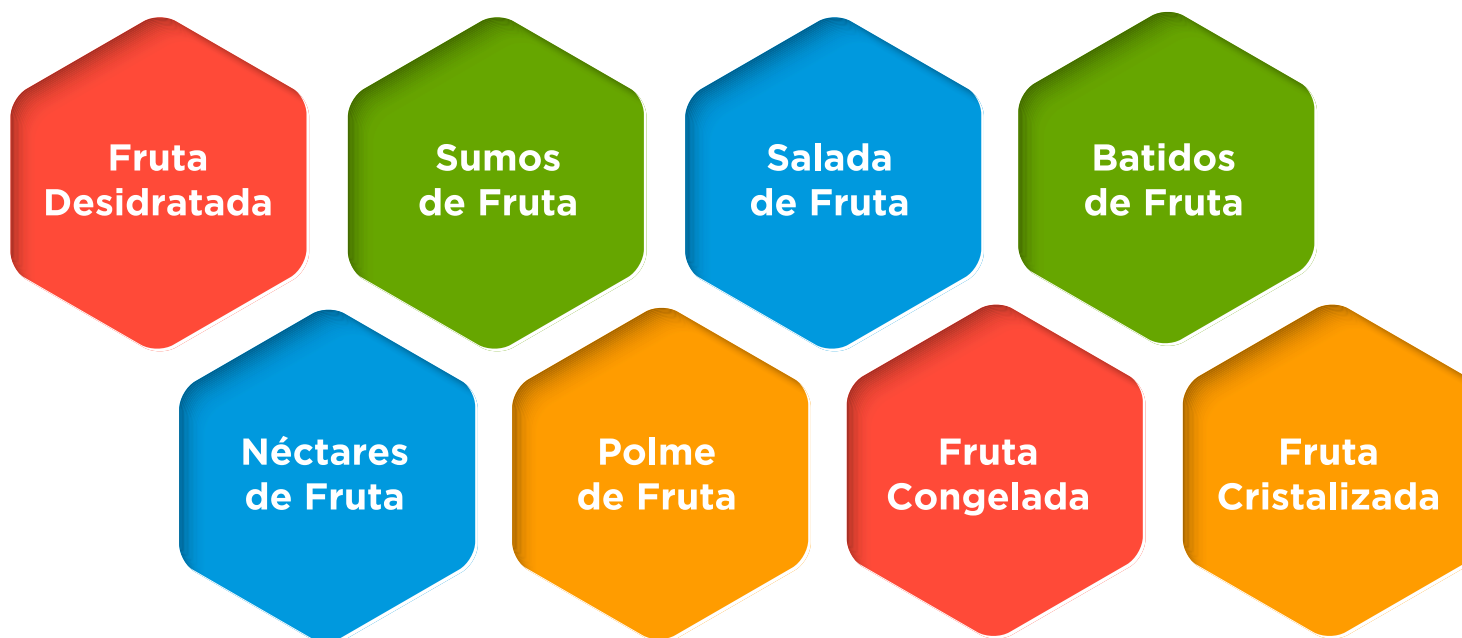 Fruta
Desidratada
Sumos
de Fruta
Salada
de Fruta
Batidos
de Fruta
Néctares
de Fruta
Polme
de Fruta
Fruta
Congelada
Fruta
Cristalizada